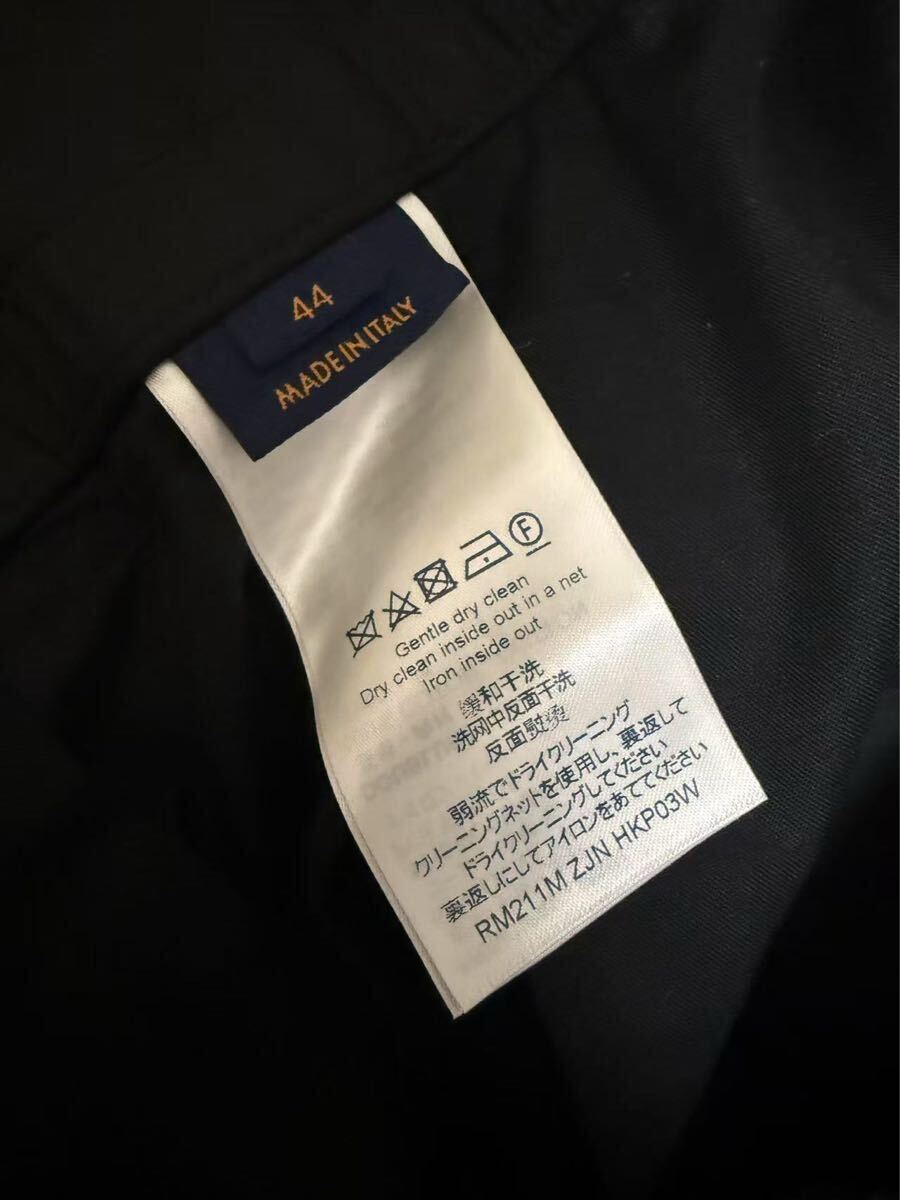 44
MADE IN ITALY
F
Gentle dry clean
Dry clean inside out in a net
Iron inside out
缓和干洗
洗网中反面干洗
反面熨烫
弱流でドライクリーニング
クリーニングネットを使用し、裏返して
ドライクリーニングしてください
裏返しにしてアイロンをあててください
RM211M ZJN HKP03W